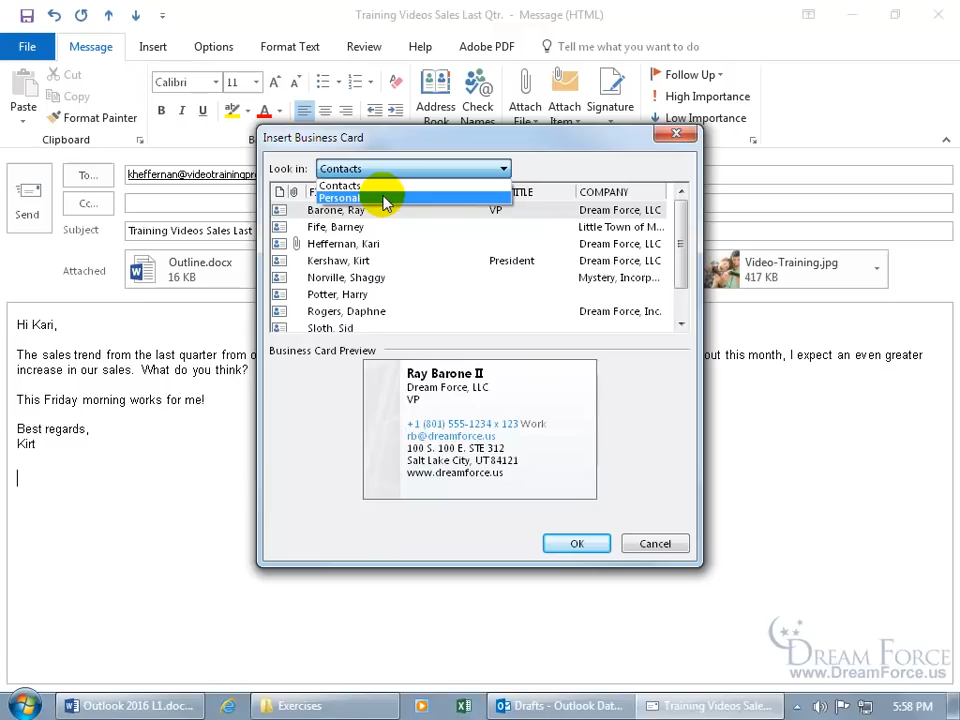 Training Videos Sales Last Qtr. - Message (HTML)
File Message Insert Options Format Text Review Help Adobe PDF Tell me what you want to do
Paste
Cut
Copy
Format Painter
Clipboard
Calibri 11
B I U
Address
Book
Check
Names
Attach
File
Attach
Item
Signature
Follow Up
High Importance
Low Importance
Send
To...
Cc...
Subject
Attached
Training Videos Sales Last
Outline.docx
16 KB
Video-Training.jpg
417 KB
Insert Business Card
Look in: Contacts
Contacts
Personal
TITLE COMPANY
Barone, Ray VP Dream Force, LLC
Fife, Barney Little Town of M...
Heffernan, Kari Dream Force, LLC
Kershaw, Kirt President Dream Force, LLC
Norville, Shaggy Mystery, Incorp...
Potter, Harry
Rogers, Daphne Dream Force, Inc.
Sloth, Sid
Business Card Preview
Ray Barone II
Dream Force, LLC
VP
+1 (801) 555-1234 x 123 Work
rb@dreamforce.us
100 S. 100 E. STE 312
Salt Lake City, UT 84121
www.dreamforce.us
OK Cancel
Hi Kari,
The sales trend from the last quarter from o out this month, I expect an even greater
increase in our sales. What do you think?
This Friday morning works for me!
Best regards,
Kirt
DREAM FORCE
www.DreamForce.us
Outlook 2016 L1.doc... Exercises Drafts - Outlook Dat... Training Videos Sales... 5:58 PM